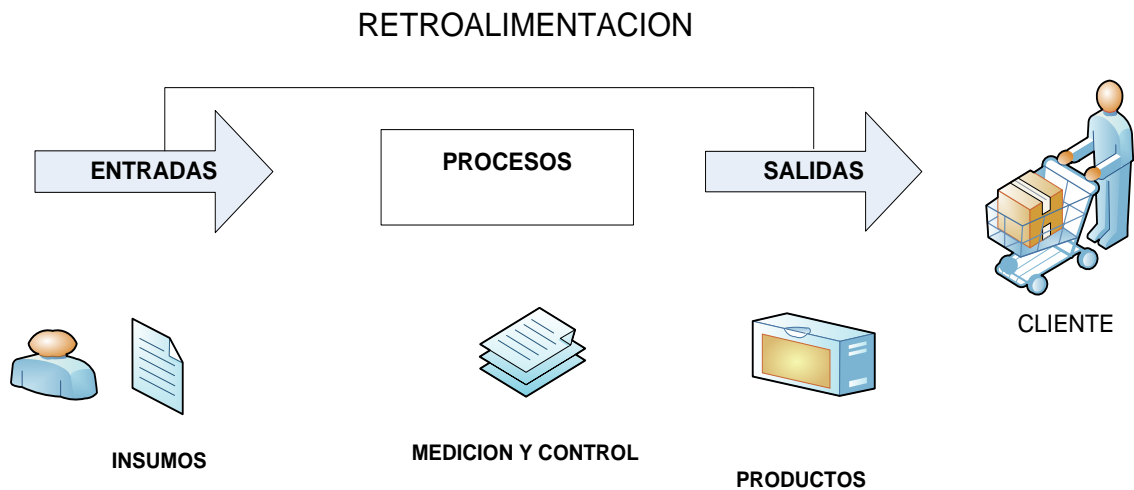 RETROALIMENTACION
ENTRADAS
PROCESOS
SALIDAS
CLIENTE
INSUMOS
MEDICION Y CONTROL
PRODUCTOS